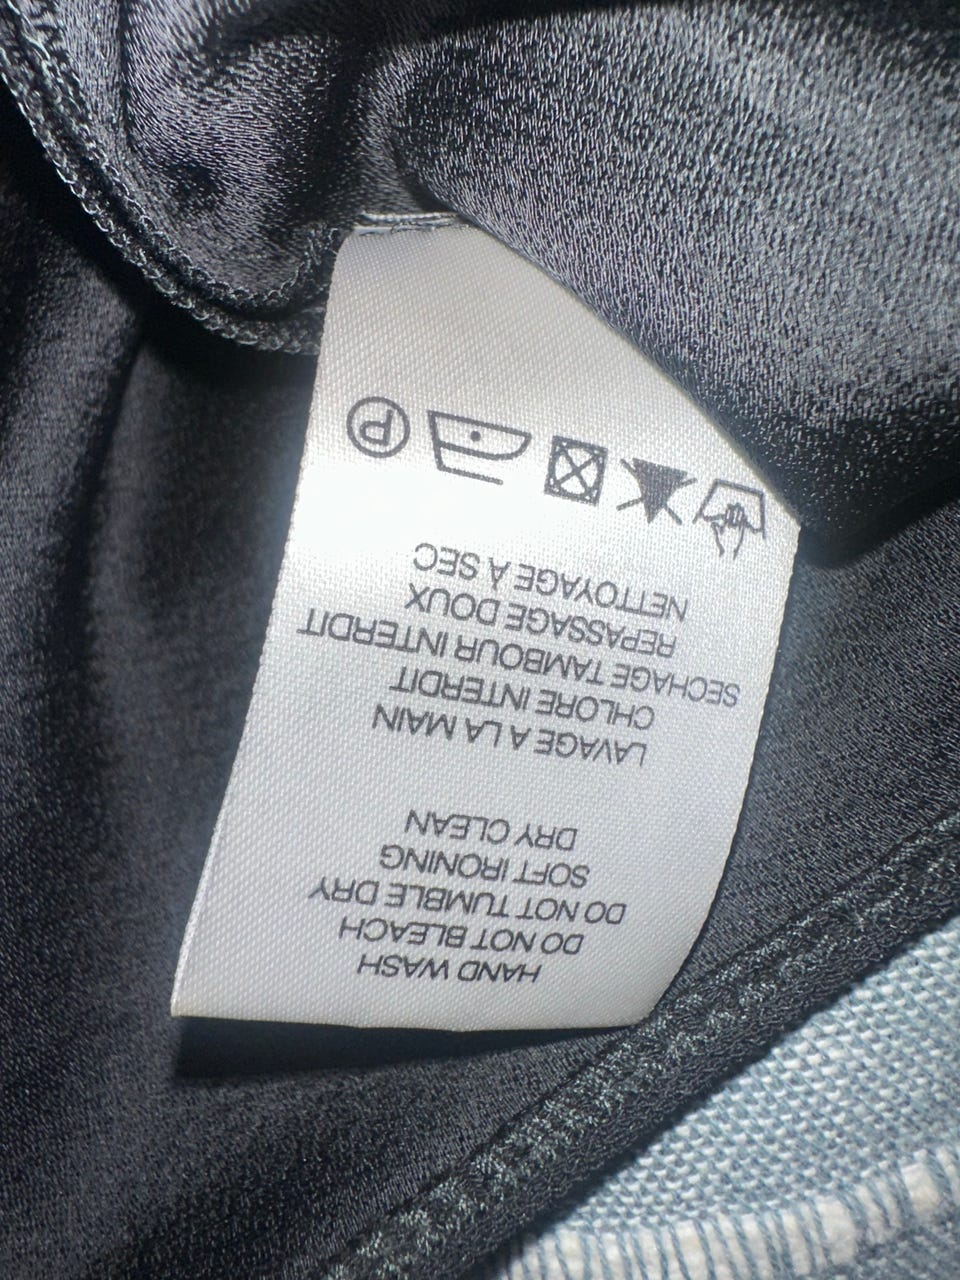 HAND WASH
DO NOT BLEACH
DO NOT TUMBLE DRY
SOFT IRONING
DRY CLEAN
LAVAGE A LA MAIN
CHLORE INTERDIT
SECHAGE TAMBOUR INTERDIT
REPASSAGE DOUX
NETTOYAGE À SEC
P